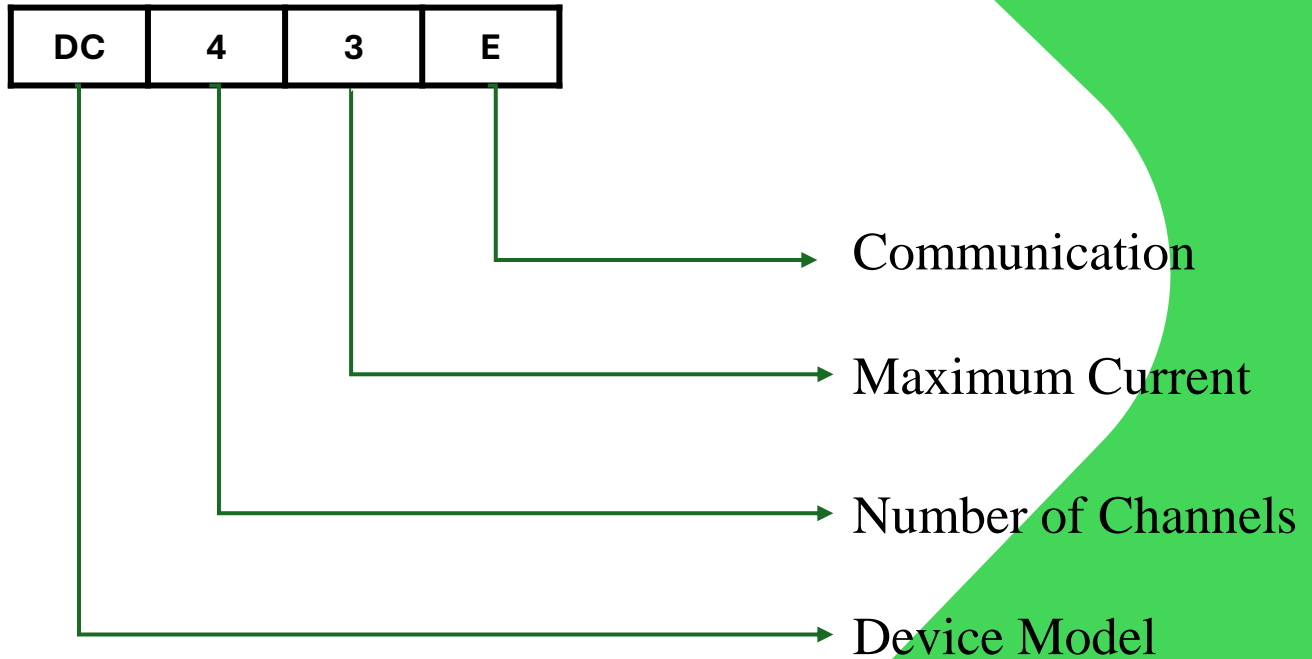 DC 4 3 E
Communication
Maximum Current
Number of Channels
Device Model